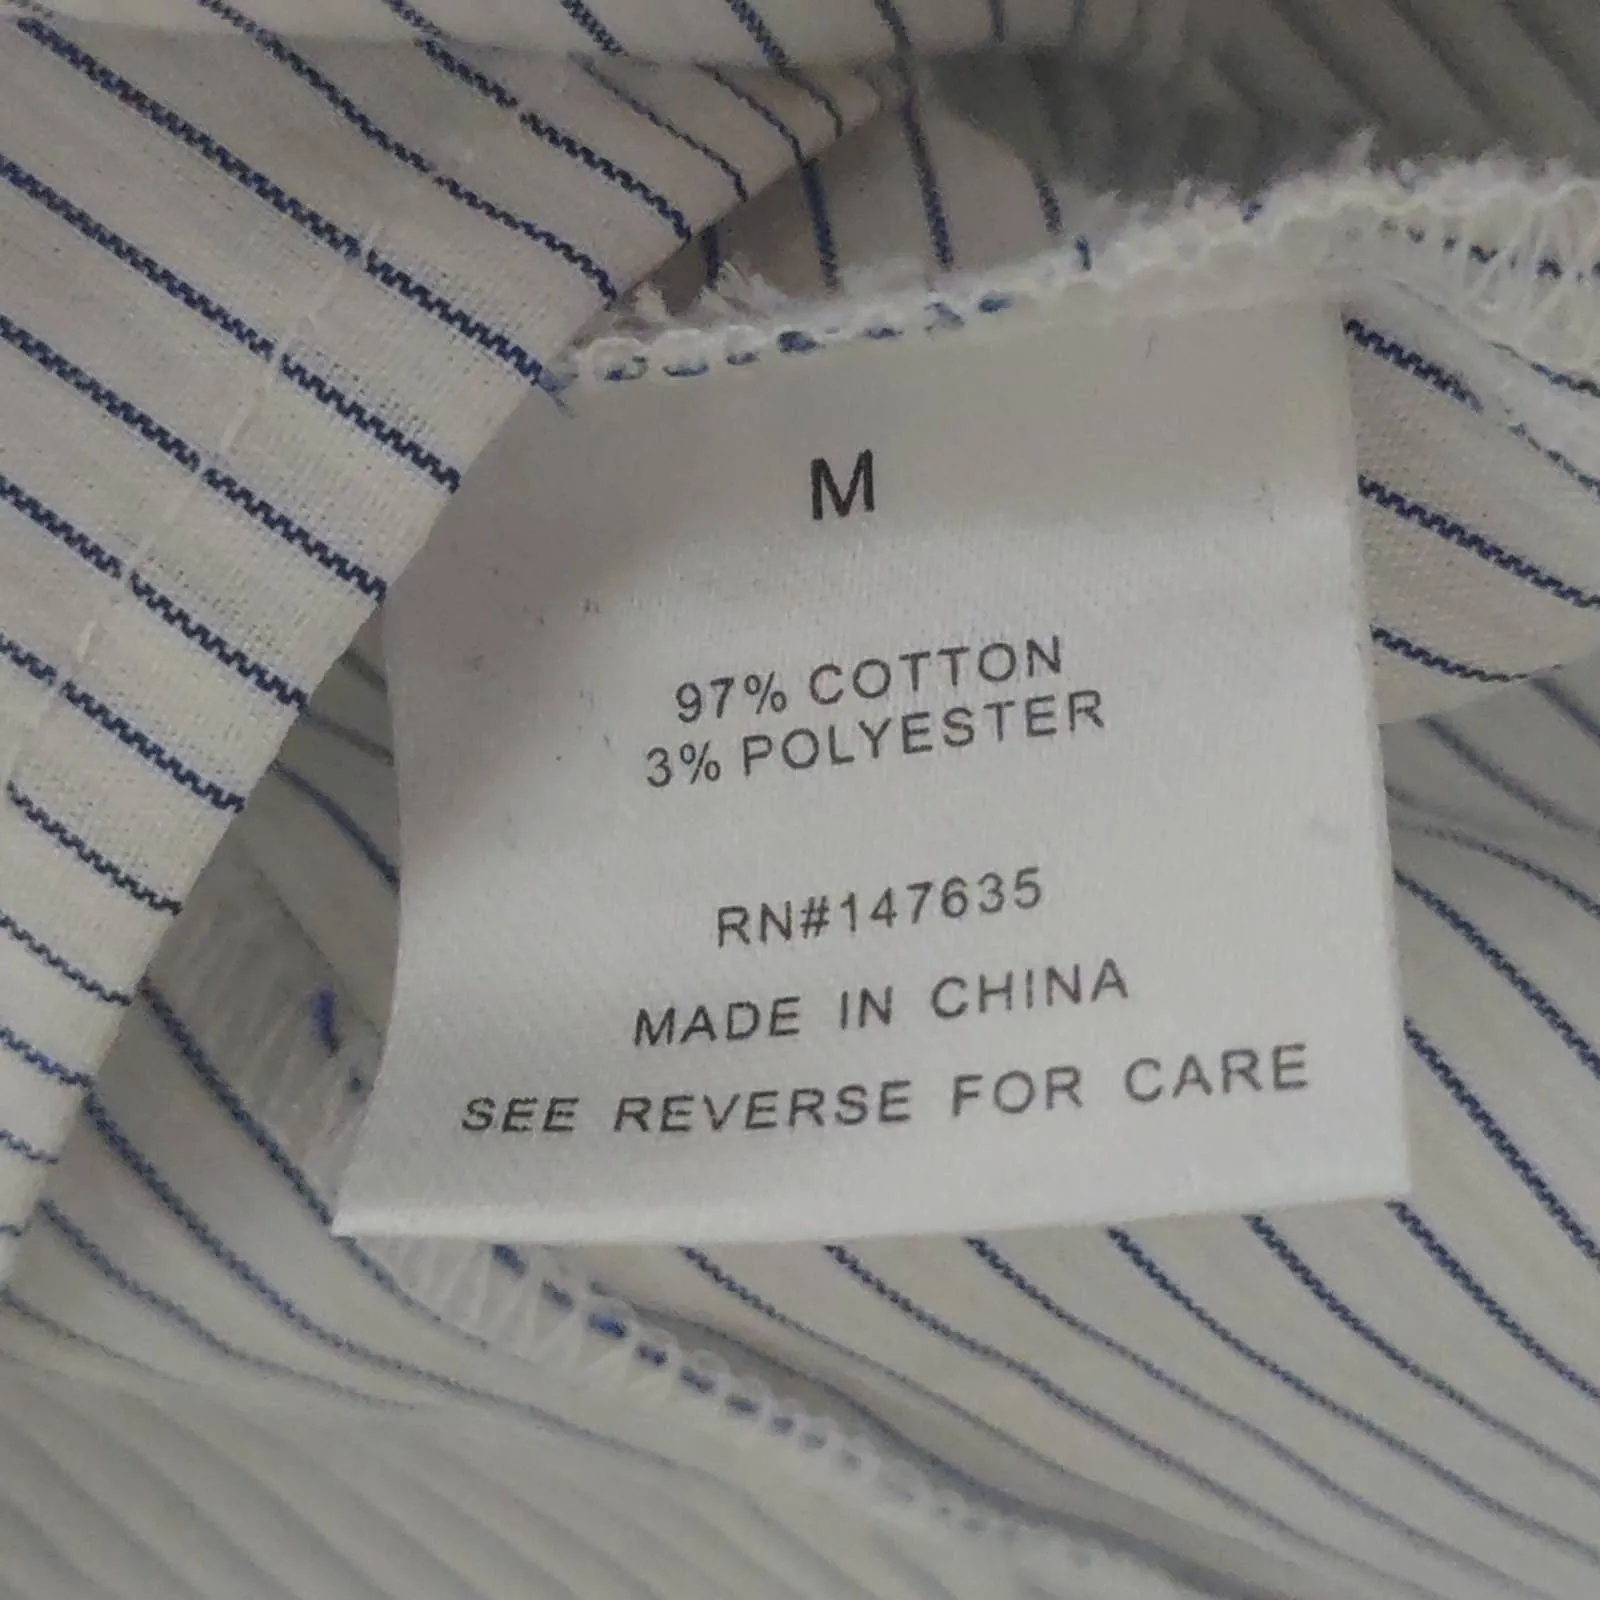 M
97% COTTON
3% POLYESTER
RN#147635
MADE IN CHINA
SEE REVERSE FOR CARE